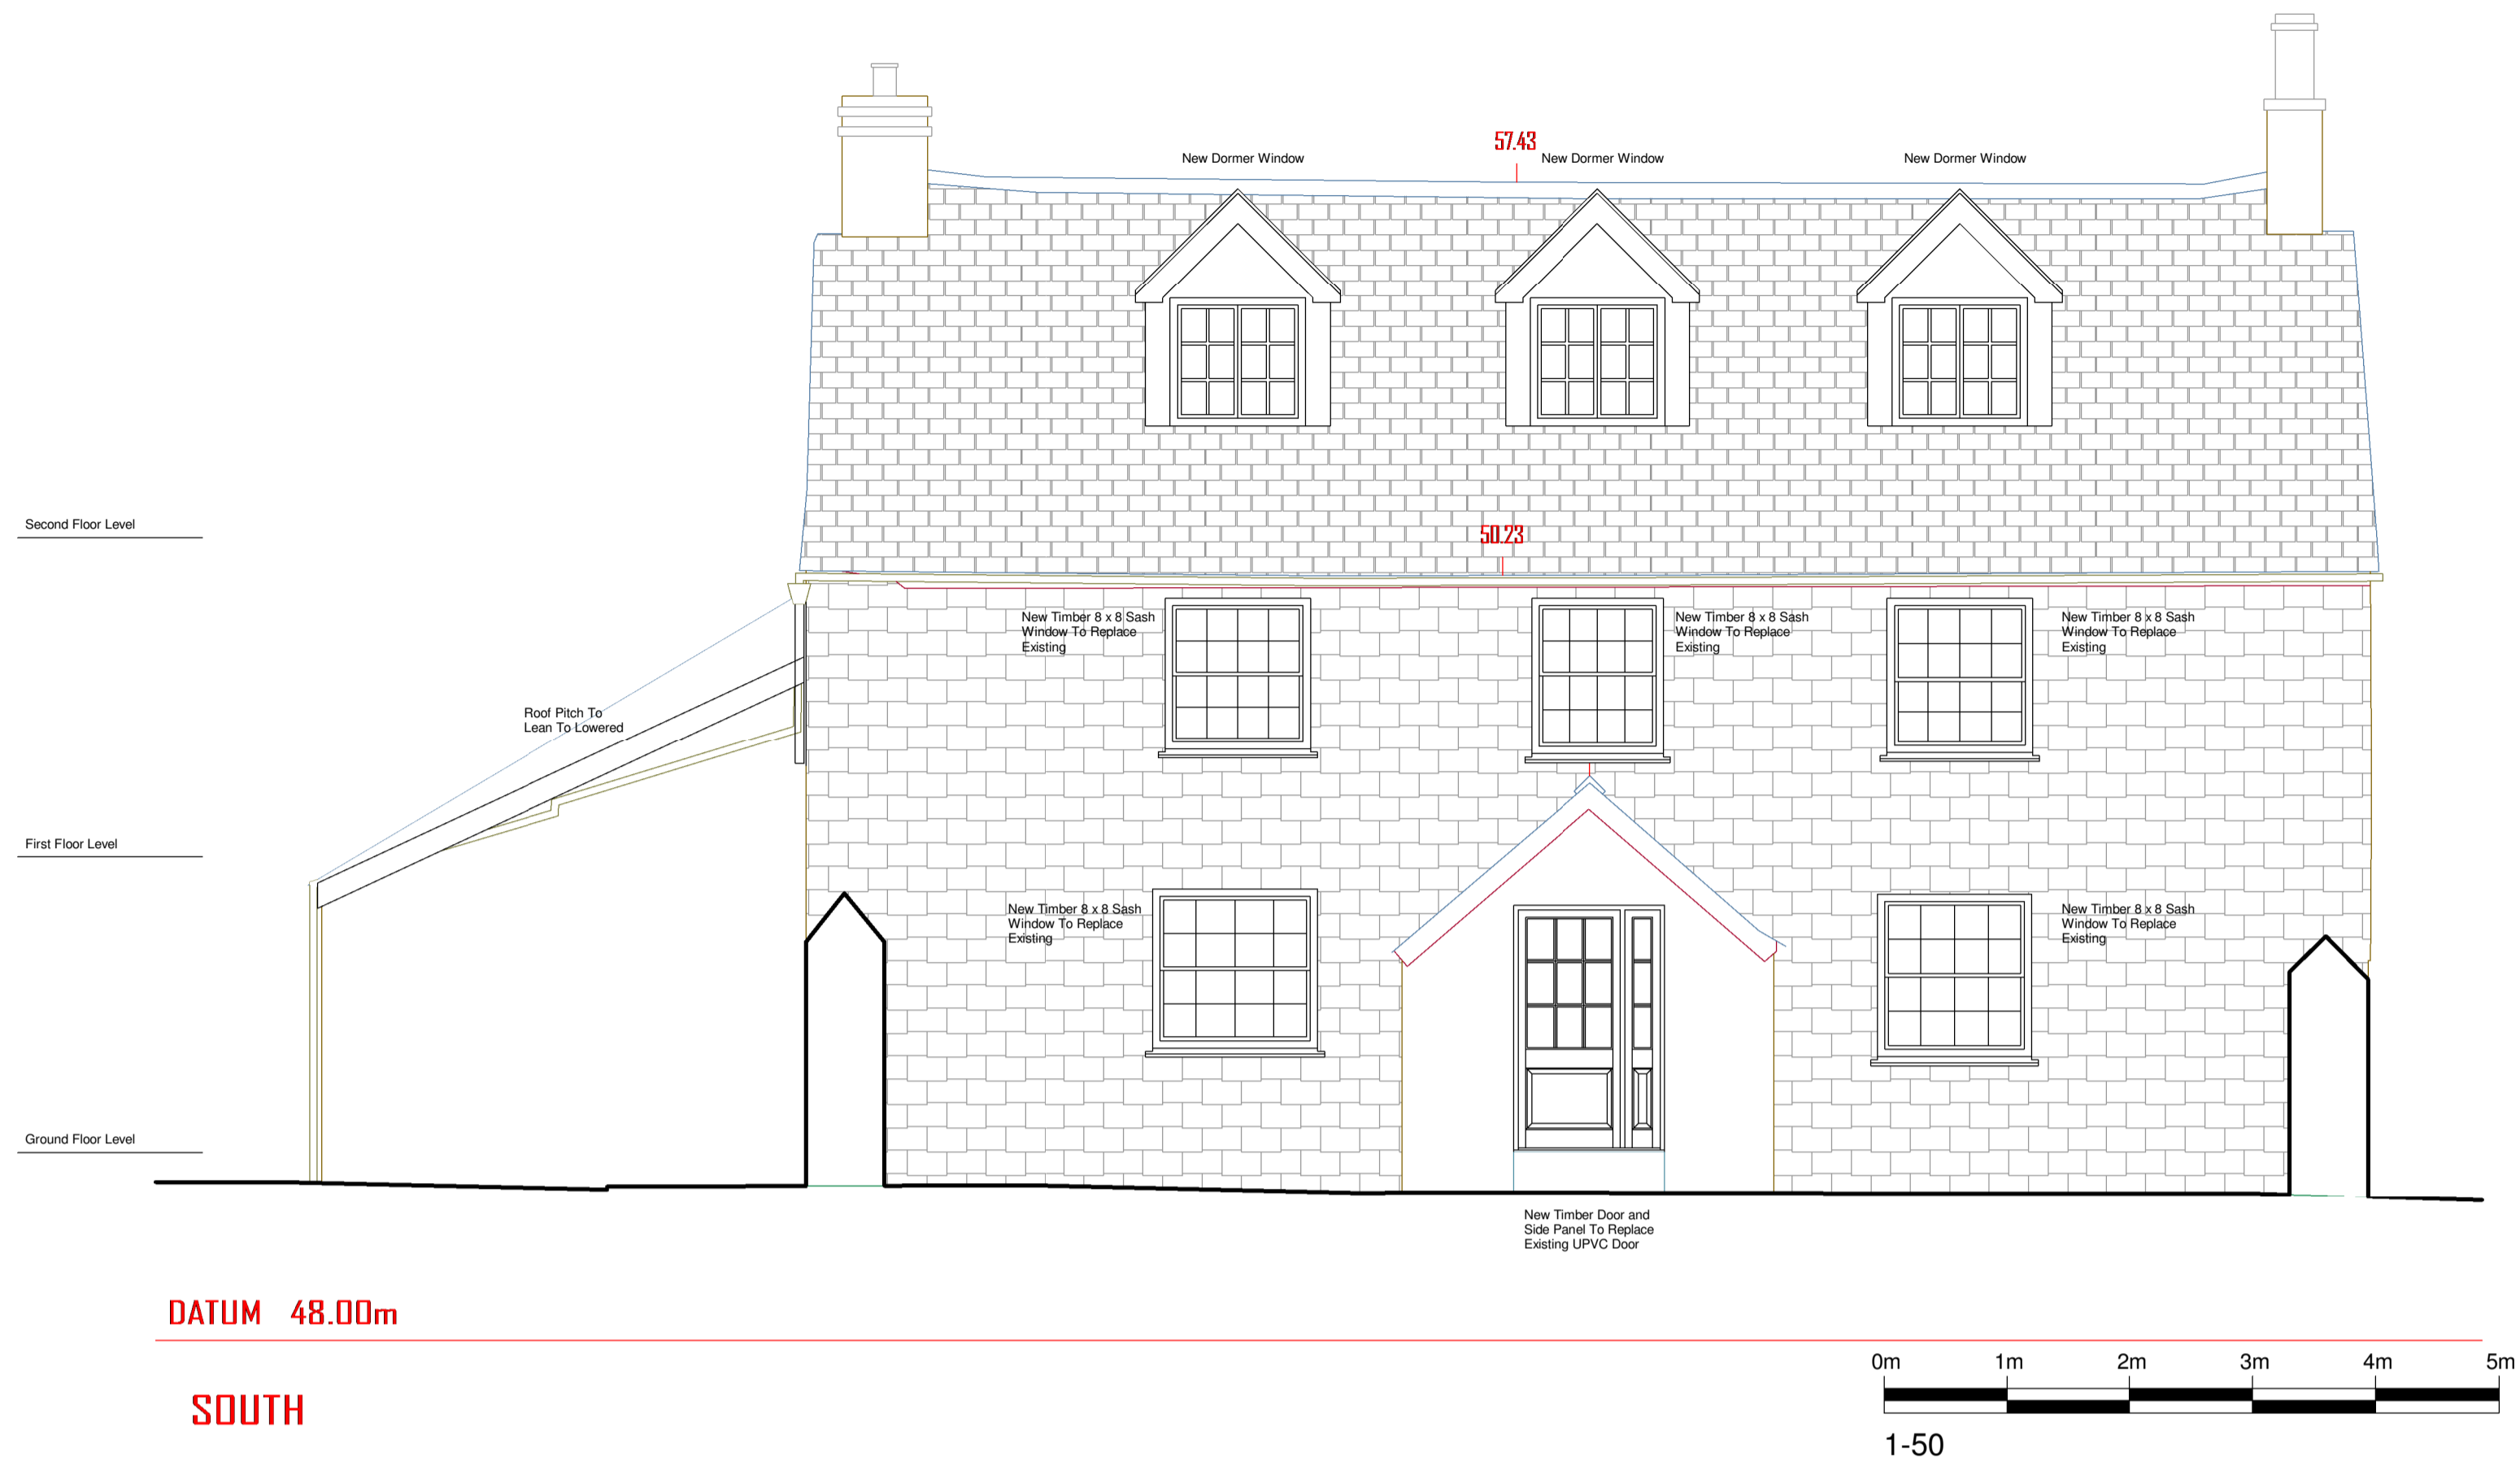 57.43
New Dormer Window
New Dormer Window
New Dormer Window
Second Floor Level
50.23
New Timber 8 x 8 Sash
Window To Replace
Existing
New Timber 8 x 8 Sash
Window To Replace
Existing
New Timber 8 x 8 Sash
Window To Replace
Existing
Roof Pitch To
Lean To Lowered
First Floor Level
New Timber 8 x 8 Sash
Window To Replace
Existing
New Timber 8 x 8 Sash
Window To Replace
Existing
Ground Floor Level
New Timber Door and
Side Panel To Replace
Existing UPVC Door
DATUM 48.00m
SOUTH
0m 1m 2m 3m 4m 5m
1-50